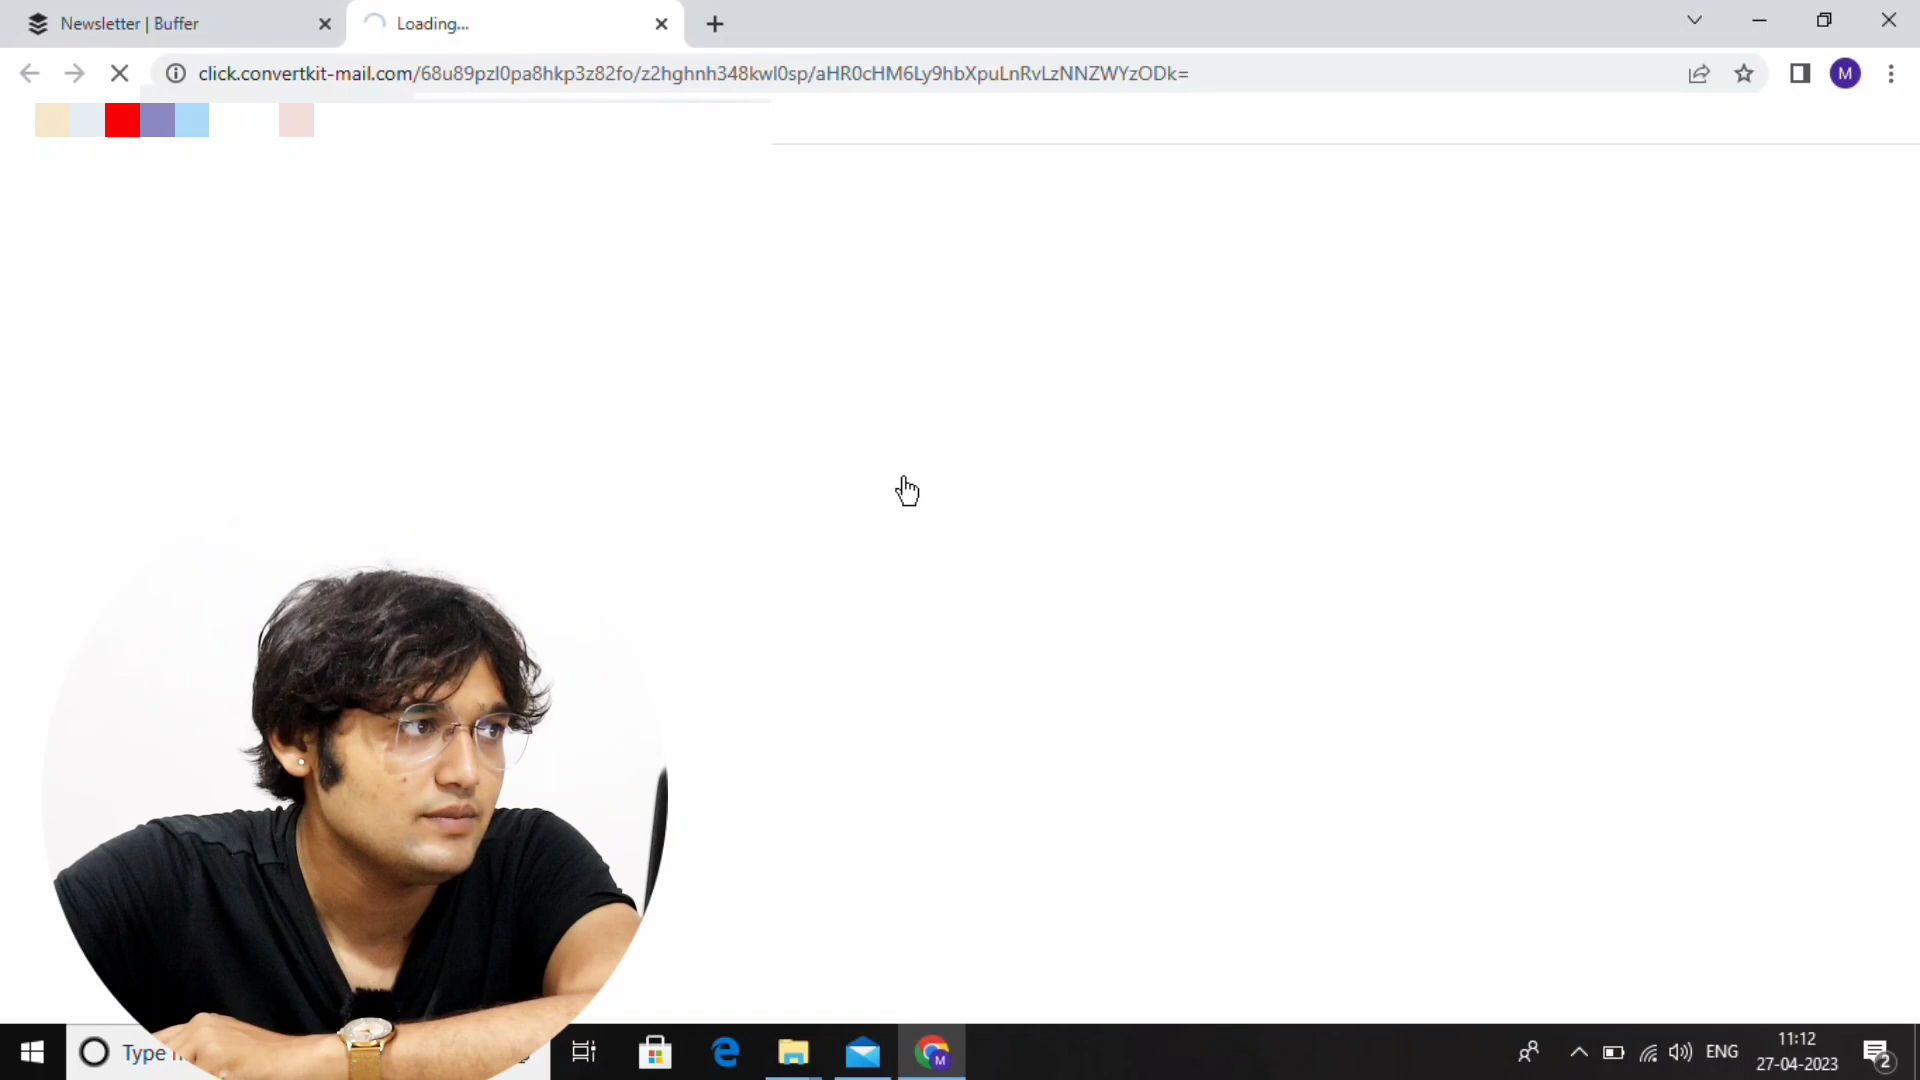 Newsletter | Buffer
Loading...
click.convertkit-mail.com/68u89pzl0pa8hkp3z82fo/z2hghnh348kwl0sp/aHR0cHM6Ly9hbXpuLnRvLzNNZWYzODk=
M
Type
M
ENG
11:12
27-04-2023
2